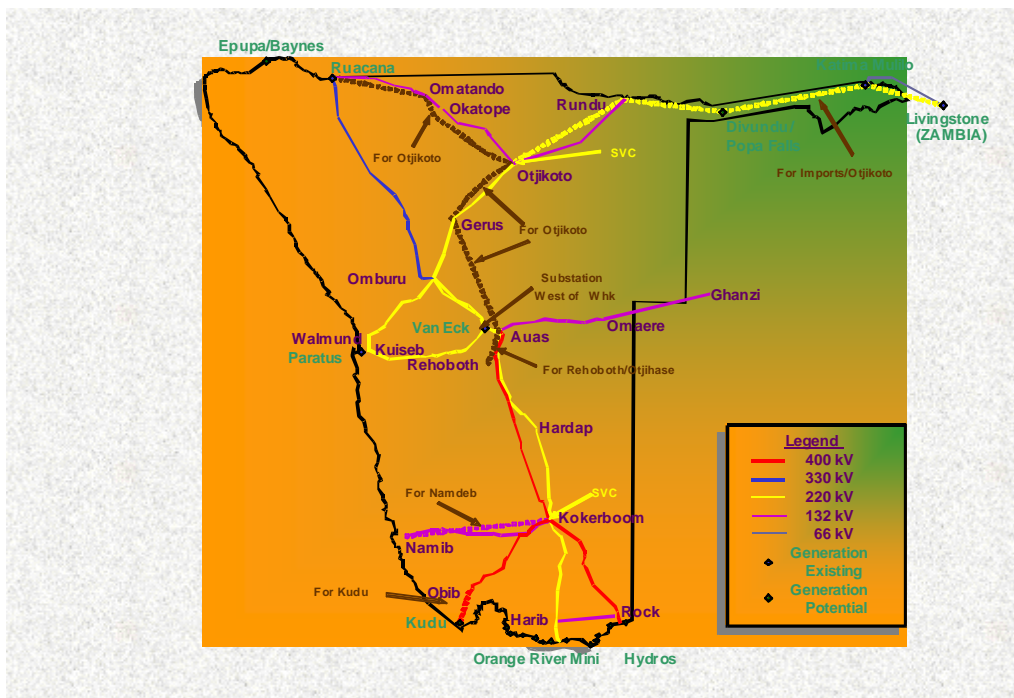 Epupa/Baynes
Ruacana
Omatando
Okatope
Rundu
Livingstone
(ZAMBIA)
Divundu/
Popa Falls
SVC
For Otjikoto
Otjikoto
For Imports/Otjikoto
Gerus
For Otjikoto
Omburu
Substation
West of Whk
Ghanzi
Van Eck
Omaere
Walmund
Auas
Paratus
Kuiseb
Rehoboth
For Rehoboth/Otjihase
Hardap
For Namdeb
SVC
Kokerboom
Namib
For Kudu
Obib
Kudu
Harib
Rock
Orange River Mini Hydros
Legend
400 kV
330 kV
220 kV
132 kV
66 kV
Generation
Existing
Generation
Potential